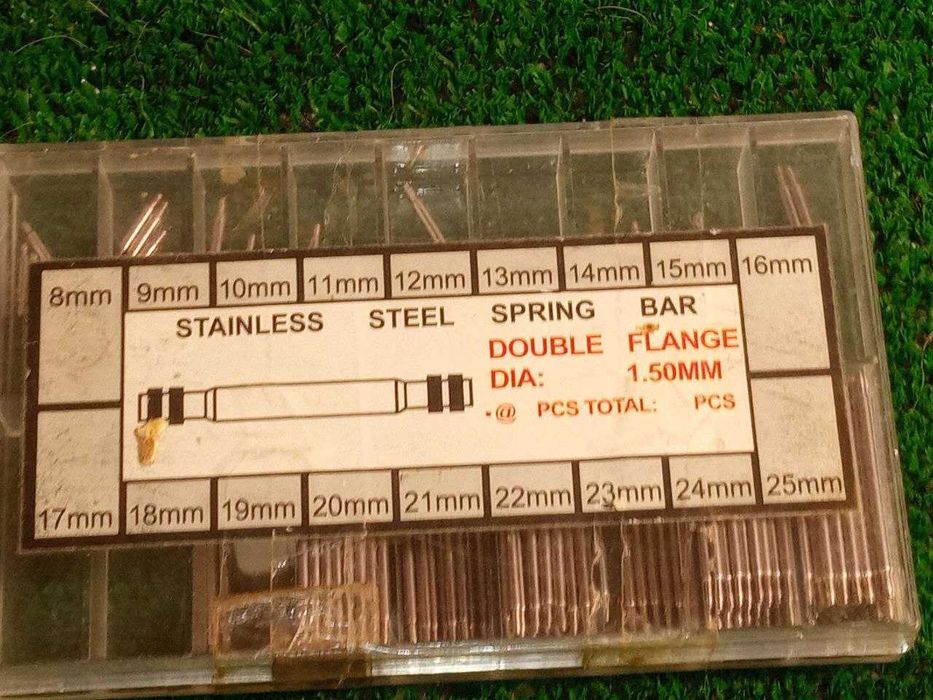 8mm 9mm 10mm 11mm 12mm 13mm 14mm 15mm 16mm
STAINLESS STEEL SPRING BAR
DOUBLE FLANGE
DIA: 1.50MM
@ PCS TOTAL: PCS
17mm 18mm 19mm 20mm 21mm 22mm 23mm 24mm 25mm